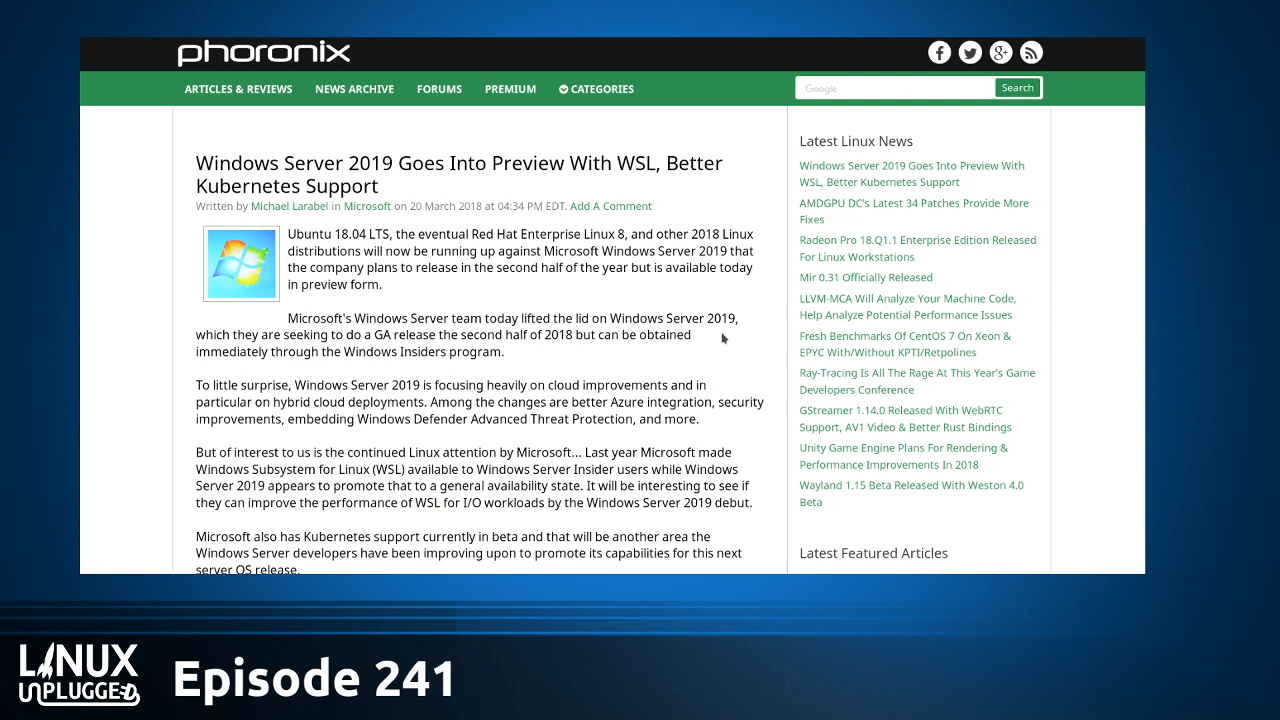 phoronix
ARTICLES & REVIEWS NEWS ARCHIVE FORUMS PREMIUM CATEGORIES
Google Search
Windows Server 2019 Goes Into Preview With WSL, Better
Kubernetes Support
Written by Michael Larabel in Microsoft on 20 March 2018 at 04:34 PM EDT. Add A Comment
Ubuntu 18.04 LTS, the eventual Red Hat Enterprise Linux 8, and other 2018 Linux
distributions will now be running up against Microsoft Windows Server 2019 that
the company plans to release in the second half of the year but is available today
in preview form.
Microsoft's Windows Server team today lifted the lid on Windows Server 2019,
which they are seeking to do a GA release the second half of 2018 but can be obtained
immediately through the Windows Insiders program.
To little surprise, Windows Server 2019 is focusing heavily on cloud improvements and in
particular on hybrid cloud deployments. Among the changes are better Azure integration, security
improvements, embedding Windows Defender Advanced Threat Protection, and more.
But of interest to us is the continued Linux attention by Microsoft... Last year Microsoft made
Windows Subsystem for Linux (WSL) available to Windows Server Insider users while Windows
Server 2019 appears to promote that to a general availability state. It will be interesting to see if
they can improve the performance of WSL for I/O workloads by the Windows Server 2019 debut.
Microsoft also has Kubernetes support currently in beta and that will be another area the
Windows Server developers have been improving upon to promote its capabilities for this next
server OS release.
Latest Linux News
Windows Server 2019 Goes Into Preview With
WSL, Better Kubernetes Support
AMDGPU DC's Latest 34 Patches Provide More
Fixes
Radeon Pro 18.Q1.1 Enterprise Edition Released
For Linux Workstations
Mir 0.31 Officially Released
LLVM-MCA Will Analyze Your Machine Code,
Help Analyze Potential Performance Issues
Fresh Benchmarks Of CentOS 7 On Xeon &
EPYC With/Without KPTI/Retpolines
Ray-Tracing Is All The Rage At This Year's Game
Developers Conference
GStreamer 1.14.0 Released With WebRTC
Support, AV1 Video & Better Rust Bindings
Unity Game Engine Plans For Rendering &
Performance Improvements In 2018
Wayland 1.15 Beta Released With Weston 4.0
Beta
Latest Featured Articles
LINUX
UNPLUGGED
Episode 241